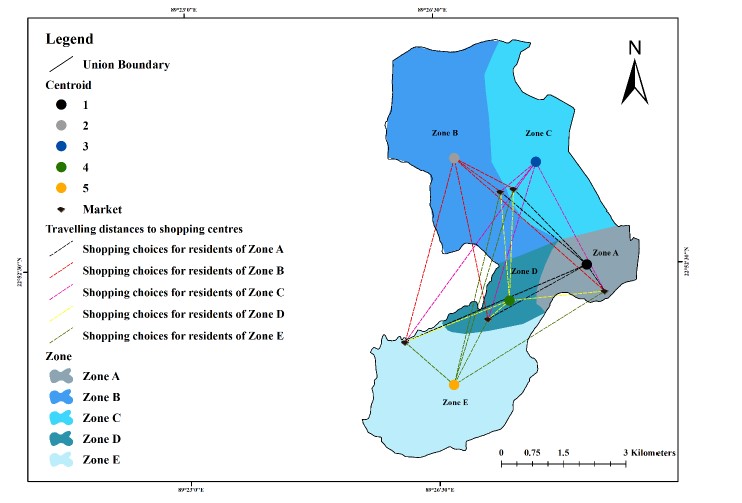 89°25'0"E
89°26'30"E
Legend
Union Boundary
Centroid
1
2
3
4
5
Market
Travelling distances to shopping centres
Shopping choices for residents of Zone A
Shopping choices for residents of Zone B
Shopping choices for residents of Zone C
Shopping choices for residents of Zone D
Shopping choices for residents of Zone E
Zone
Zone A
Zone B
Zone C
Zone D
Zone E
N
Zone B
Zone C
Zone A
Zone D
Zone E
0 0.75 1.5 3 Kilometers
22°52'30"N
22°52'30"N
89°25'0"E
89°26'30"E